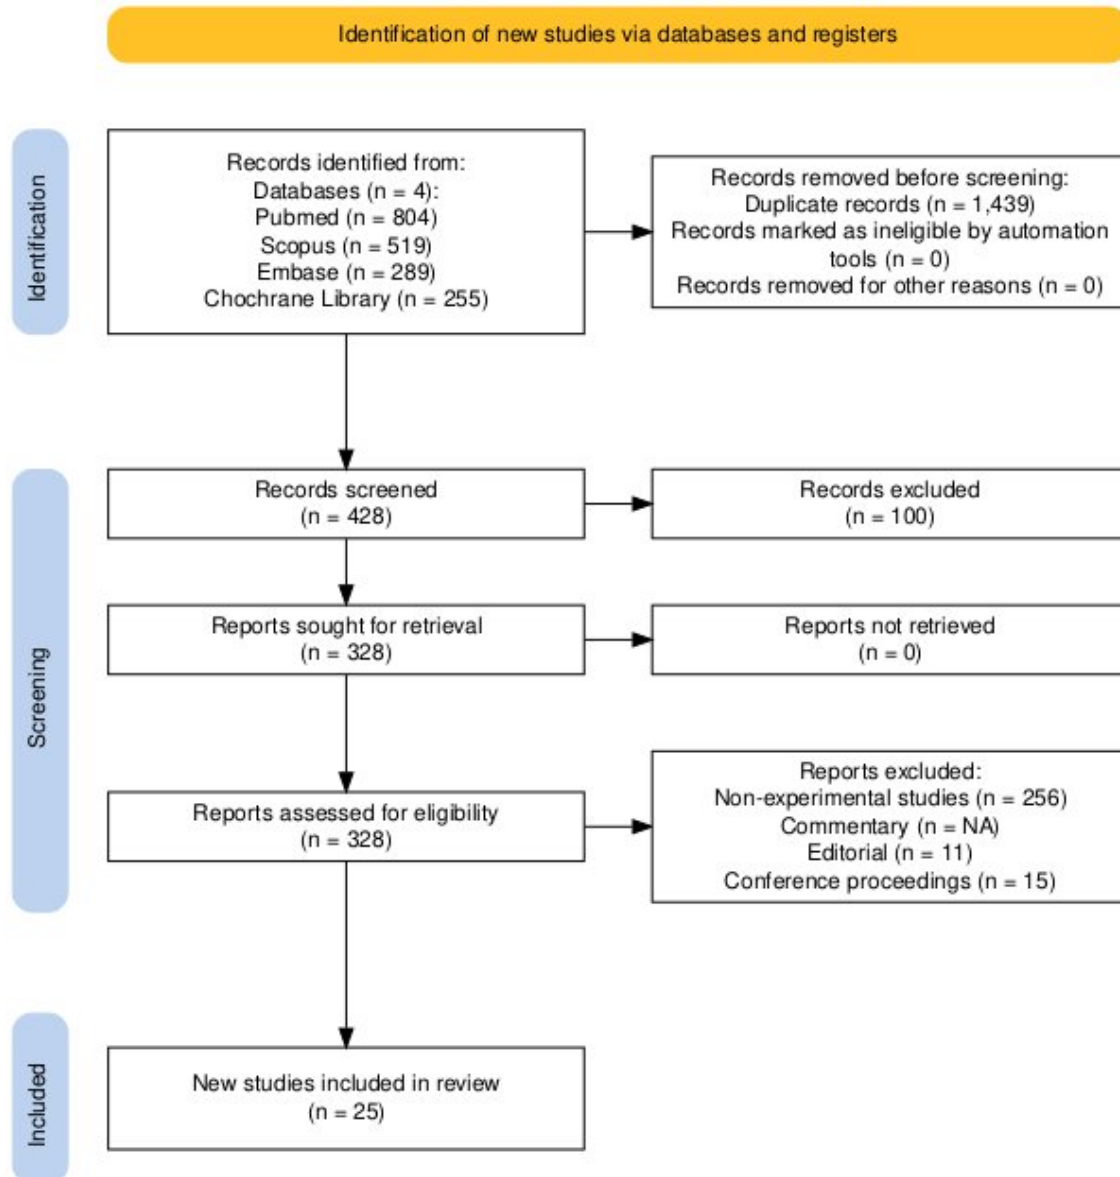 Identification of new studies via databases and registers
Identification
Records identified from:
Databases (n = 4):
Pubmed (n = 804)
Scopus (n = 519)
Embase (n = 289)
Chochrane Library (n = 255)
Records removed before screening:
Duplicate records (n = 1,439)
Records marked as ineligible by automation
tools (n = 0)
Records removed for other reasons (n = 0)
Screening
Records screened
(n = 428)
Records excluded
(n = 100)
Reports sought for retrieval
(n = 328)
Reports not retrieved
(n = 0)
Reports assessed for eligibility
(n = 328)
Reports excluded:
Non-experimental studies (n = 256)
Commentary (n = NA)
Editorial (n = 11)
Conference proceedings (n = 15)
Included
New studies included in review
(n = 25)